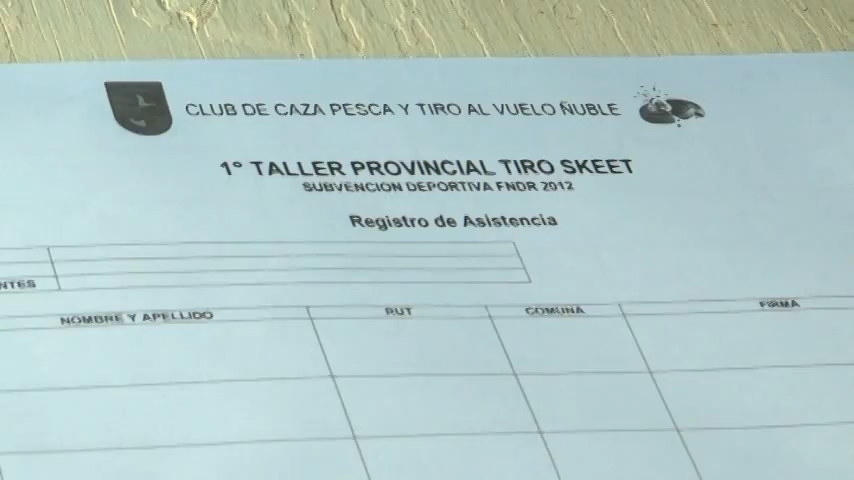 CLUB DE CAZA PESCA Y TIRO AL VUELO ÑUBLE
1° TALLER PROVINCIAL TIRO SKEET
SUBVENCION DEPORTIVA FNDR 2012
Registro de Asistencia
NTES
NOMBRE Y APELLIDO RUT COMUNA FIRMA